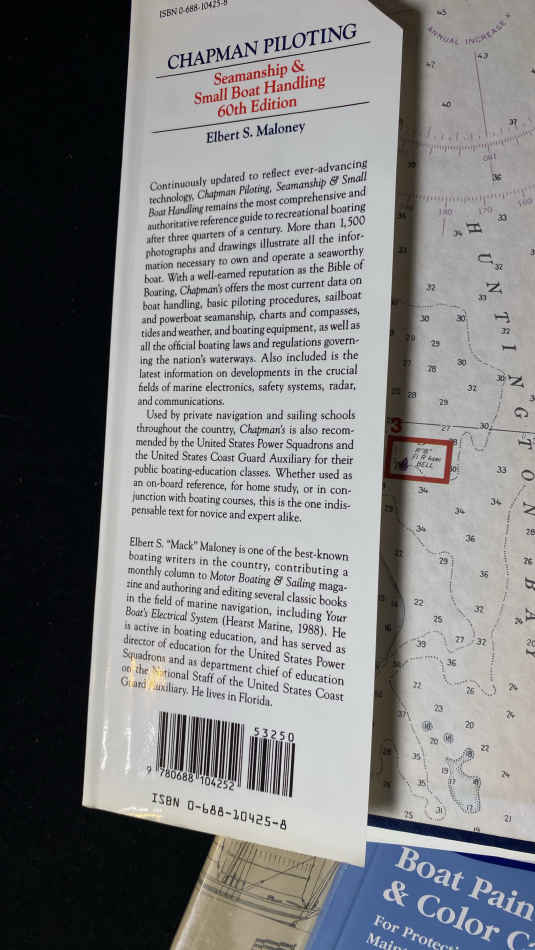 ISBN 0-688-10425-8
CHAPMAN PILOTING
Seamanship &
Small Boat Handling
60th Edition
Elbert S. Maloney
Continuously updated to reflect ever-advancing
technology, Chapman Piloting, Seamanship & Small
Boat Handling remains the most comprehensive and
authoritative reference guide to recreational boating
after three quarters of a century. More than 1,500
photographs and drawings illustrate all the infor-
mation necessary to own and operate a seaworthy
boat. With a well-earned reputation as the Bible of
Boating, Chapman's offers the most current data on
boat handling, basic piloting procedures, sailboat
and powerboat seamanship, charts and compasses,
tides and weather, and boating equipment, as well as
all the official boating laws and regulations govern-
ing the nation's waterways. Also included is the
latest information on developments in the crucial
fields of marine electronics, safety systems, radar,
and communications.
Used by private navigation and sailing schools
throughout the country, Chapman's is also recom-
mended by the United States Power Squadrons and
the United States Coast Guard Auxiliary for their
public boating-education classes. Whether used as
an on-board reference, for home study, or in con-
junction with boating courses, this is the one indis-
pensable text for novice and expert alike.
Elbert S. "Mack" Maloney is one of the best-known
boating writers in the country, contributing a
monthly column to Motor Boating & Sailing maga-
zine and authoring and editing several classic books
in the field of marine navigation, including Your
Boat's Electrical System (Hearst Marine, 1988). He
is active in boating education, and has served as
director of education for the United States Power
Squadrons and as department chief of education
on the National Staff of the United States Coast
Guard Auxiliary. He lives in Florida.
53250
9 780688 104252
ISBN 0-688-10425-8
ANNUAL INCREASE
HUNTINGTON BAY
3
BELL
Boat Pain
& Color C
For Protecti
Main